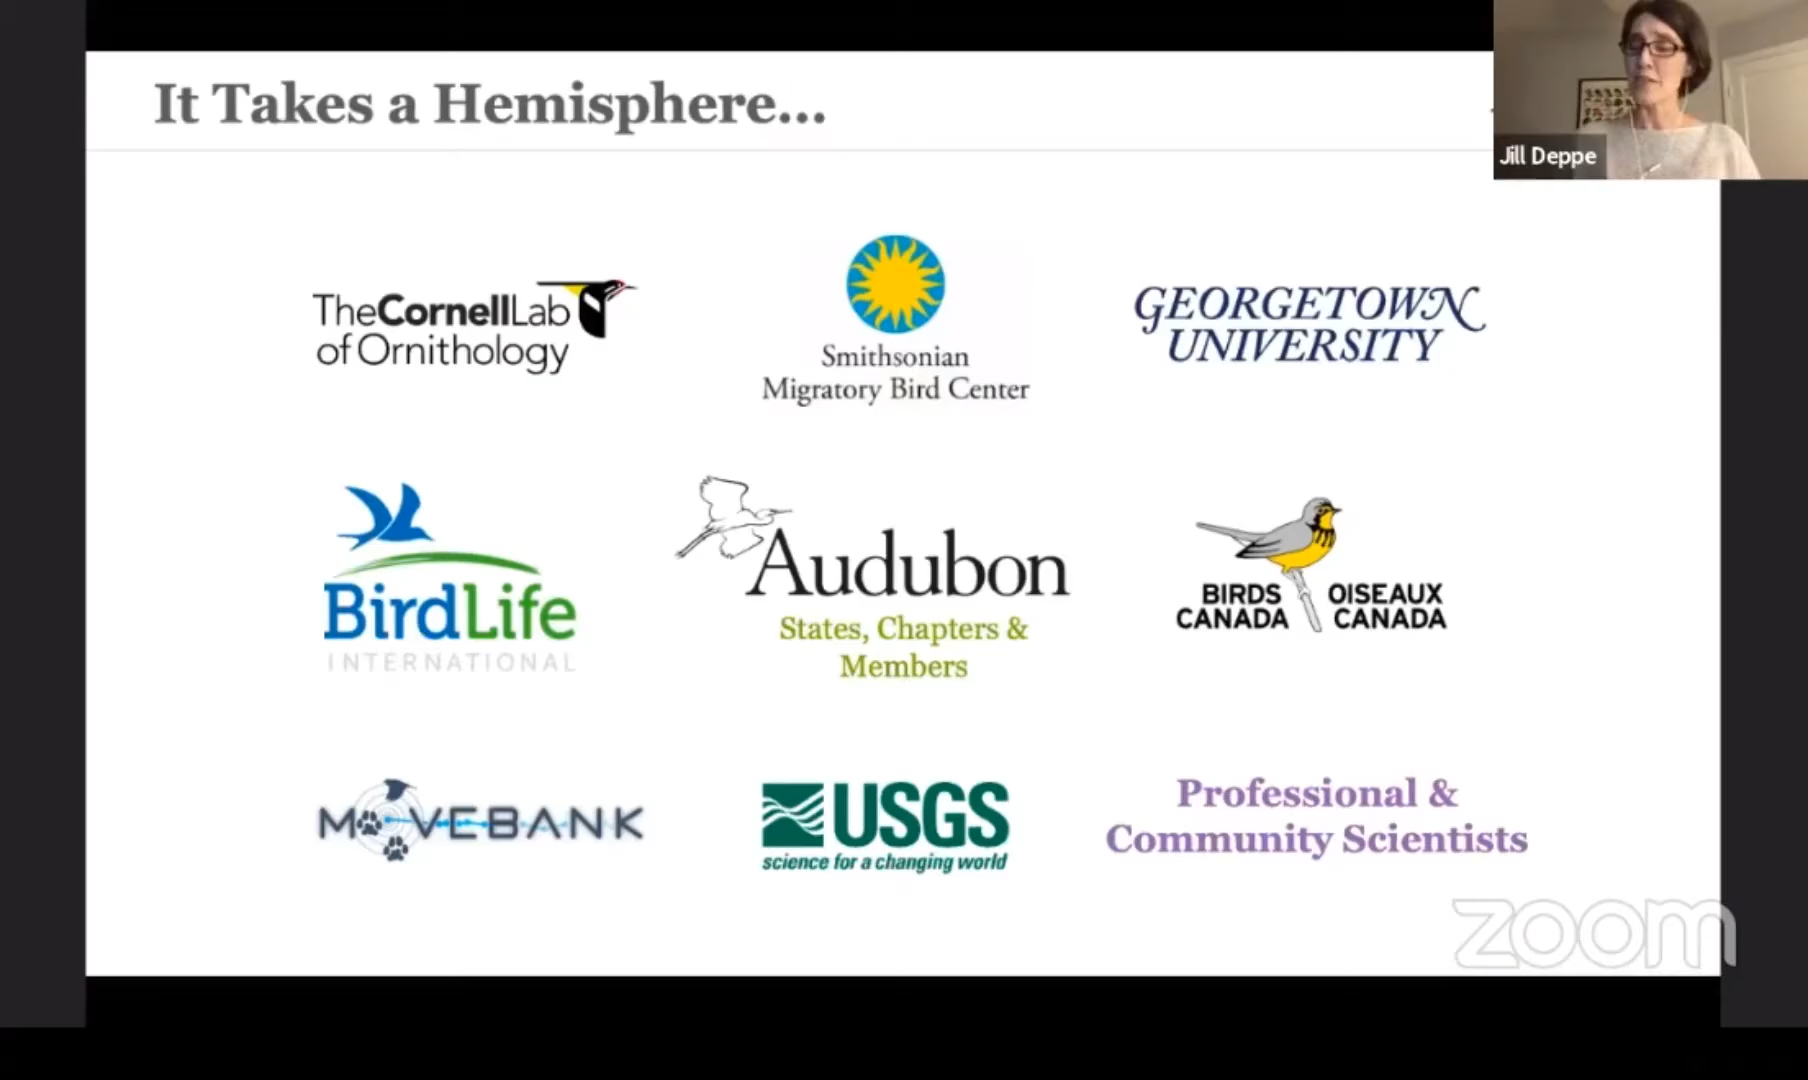 It Takes a Hemisphere...
Jill Deppe
TheCornellLab
of Ornithology
Smithsonian
Migratory Bird Center
GEORGETOWN
UNIVERSITY
BirdLife
INTERNATIONAL
Audubon
States, Chapters &
Members
BIRDS
CANADA
OISEAUX
CANADA
MOVEBANK
USGS
science for a changing world
Professional &
Community Scientists
zoom